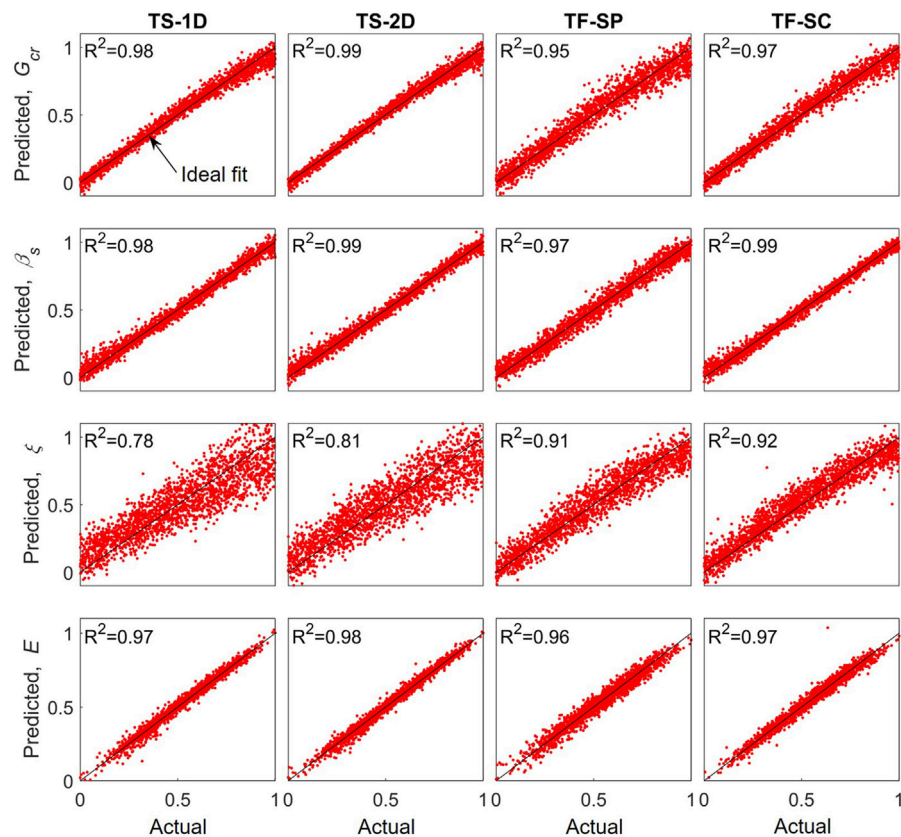 TS-1D TS-2D TF-SP TF-SC
Predicted, G_cr
1
0.5
0
R²=0.98
R²=0.99
R²=0.95
R²=0.97
Ideal fit
Predicted, β_s
1
0.5
0
R²=0.98
R²=0.99
R²=0.97
R²=0.99
Predicted, ξ
1
0.5
0
R²=0.78
R²=0.81
R²=0.91
R²=0.92
Predicted, E
1
0.5
0
R²=0.97
R²=0.98
R²=0.96
R²=0.97
0 0.5 1 0 0.5 1 0 0.5 1 0 0.5 1
Actual Actual Actual Actual